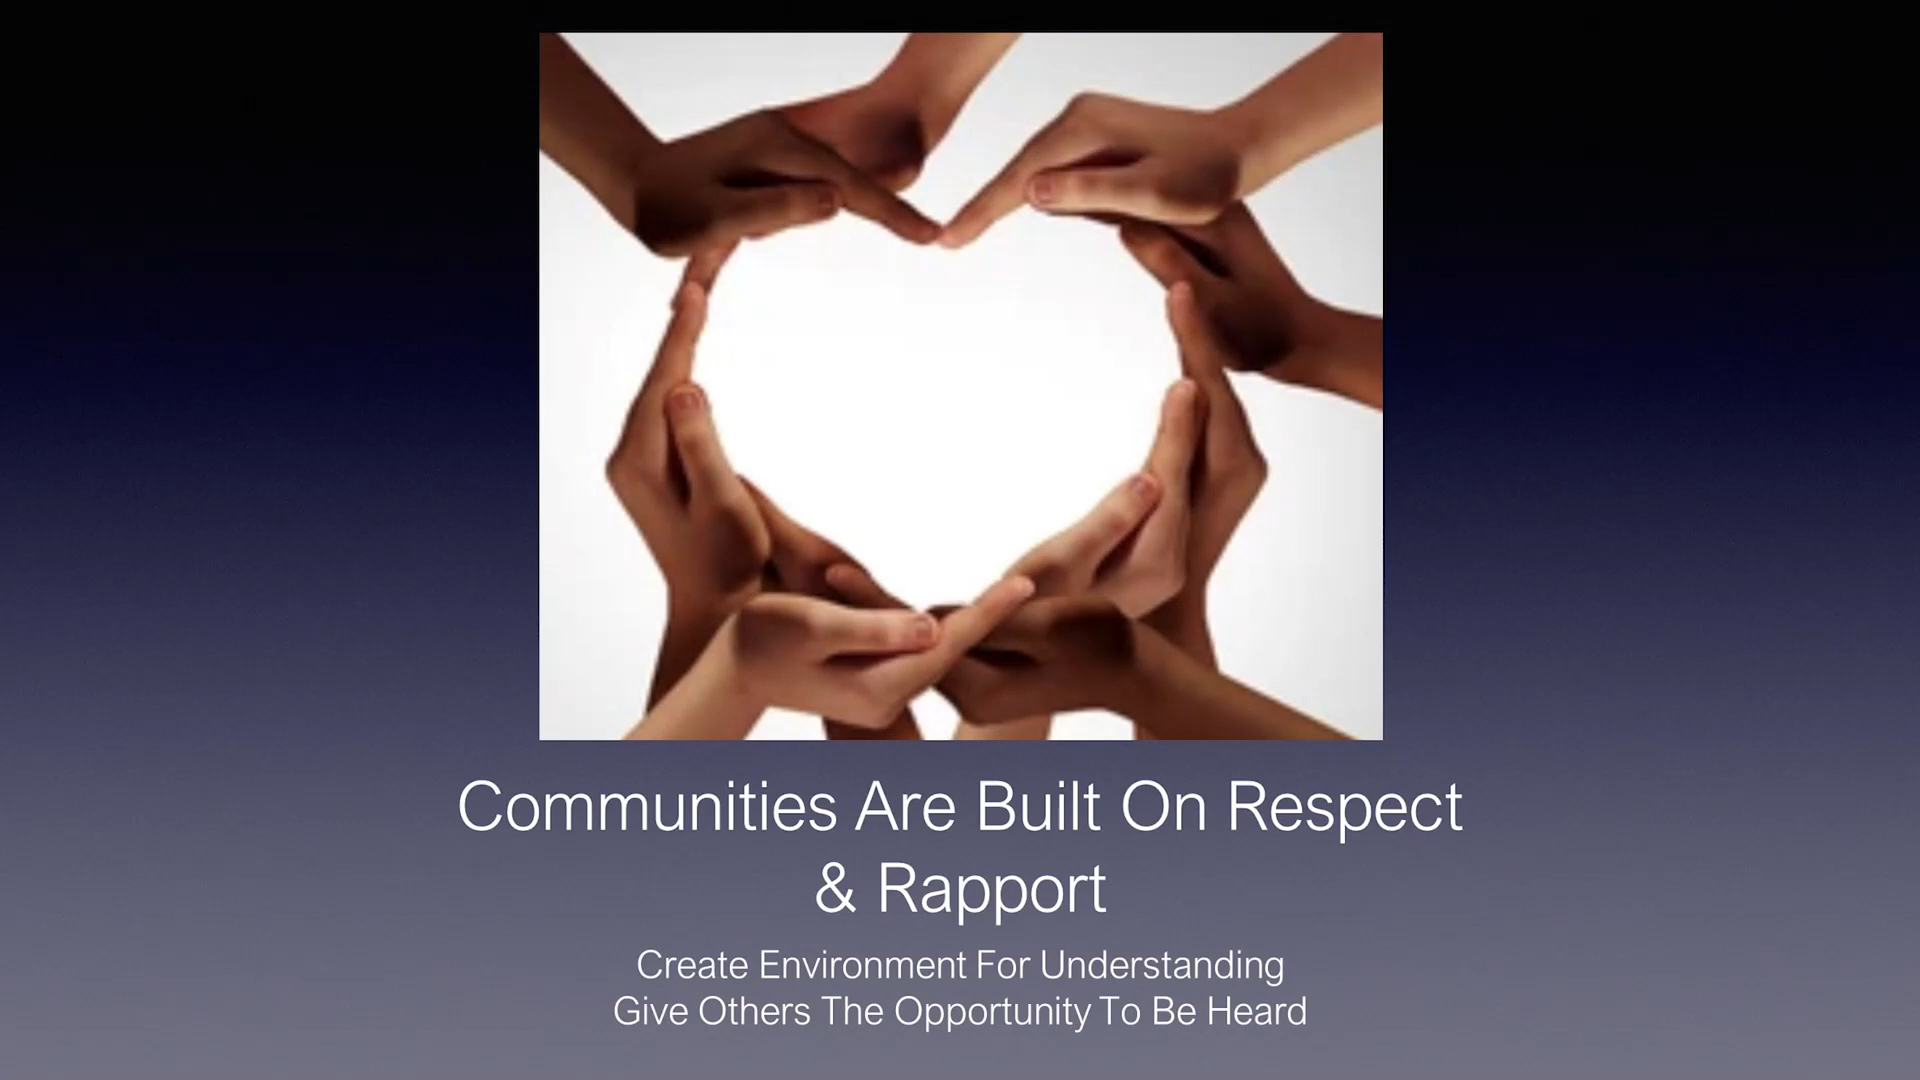 Communities Are Built On Respect
& Rapport
Create Environment For Understanding
Give Others The Opportunity To Be Heard